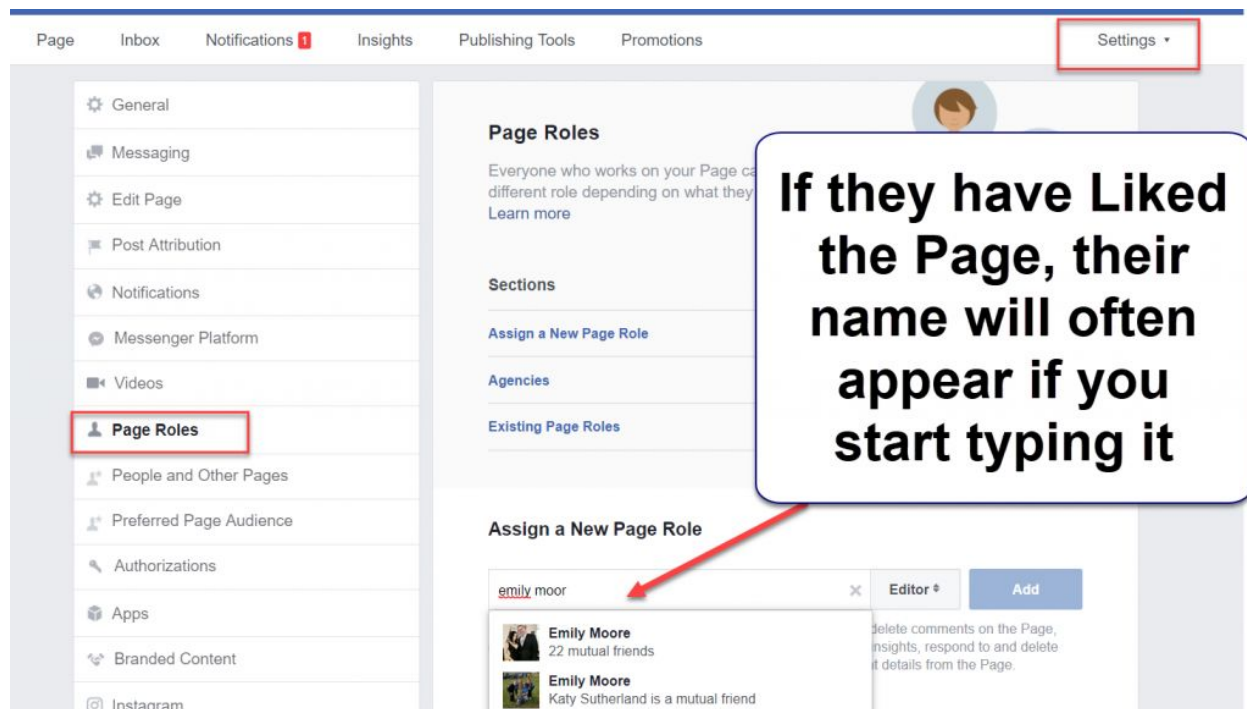 Page Inbox Notifications 1 Insights Publishing Tools Promotions Settings
General
Messaging
Edit Page
Post Attribution
Notifications
Messenger Platform
Videos
Page Roles
People and Other Pages
Preferred Page Audience
Authorizations
Apps
Branded Content
Instagram
Page Roles
Everyone who works on your Page
different role depending on what they
Learn more
Sections
Assign a New Page Role
Agencies
Existing Page Roles
If they have Liked
the Page, their
name will often
appear if you
start typing it
Assign a New Page Role
emily moor Editor Add
Emily Moore
22 mutual friends
Emily Moore
Katy Sutherland is a mutual friend
delete comments on the Page,
insights, respond to and delete
details from the Page.